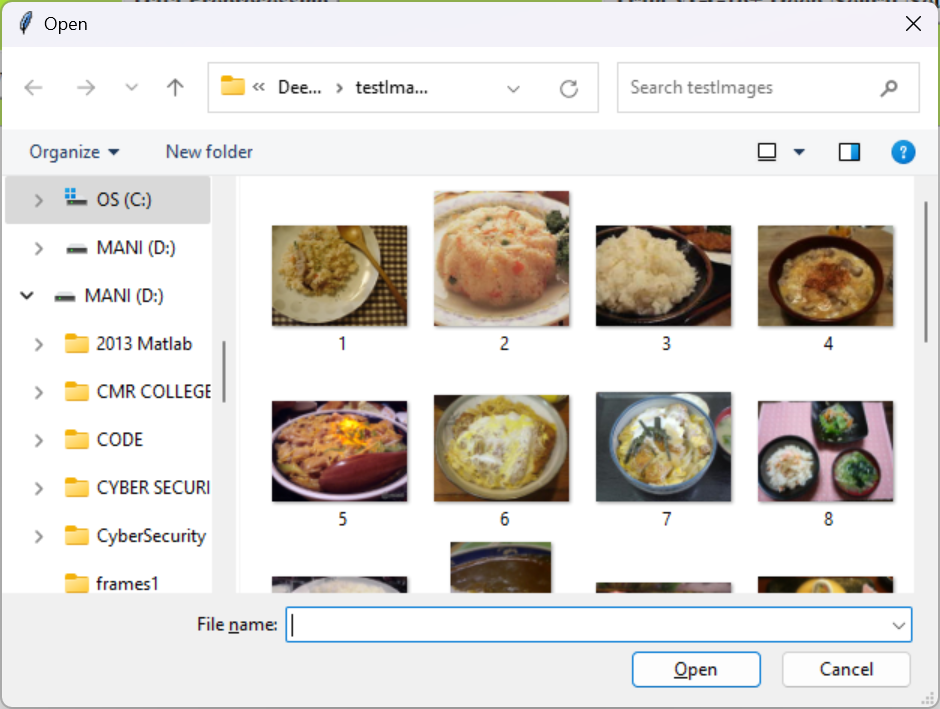 Open
Dee... testIma...
Search testImages
Organize
New folder
OS (C:)
MANI (D:)
MANI (D:)
2013 Matlab
CMR COLLEGE
CODE
CYBER SECURI
CyberSecurity
frames1
1
2
3
4
5
6
7
8
File name:
Open
Cancel